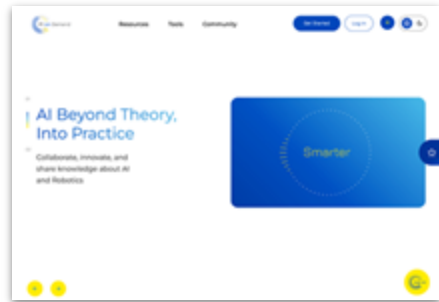 Resources Tools Community Get Started Log In
AI Beyond Theory,
Into Practice
Collaborate, innovate, and
share knowledge about AI
and Robotics
Smarter